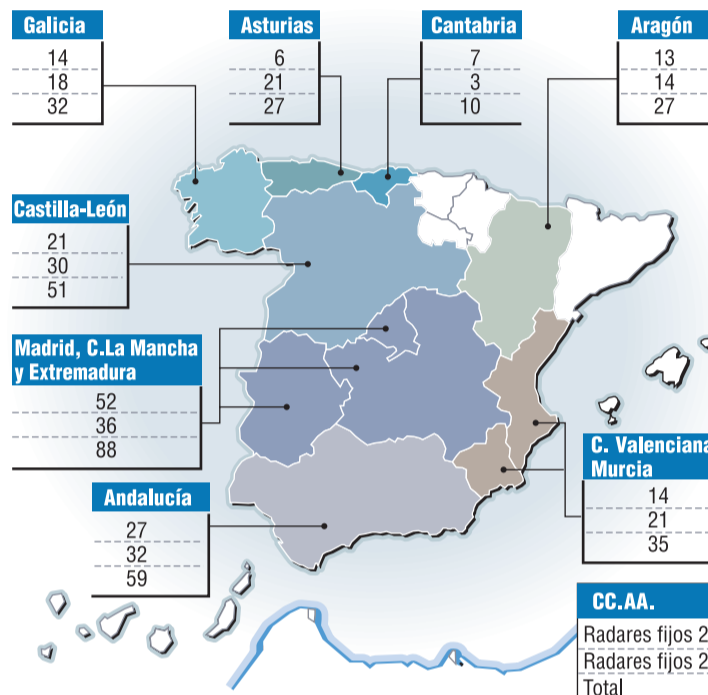 Galicia
14
18
32
Asturias
6
21
27
Cantabria
7
3
10
Aragón
13
14
27
Castilla-León
21
30
51
Madrid, C.La Mancha
y Extremadura
52
36
88
C. Valenciana
Murcia
14
21
35
Andalucía
27
32
59
CC.AA.
Radares fijos 2
Radares fijos 2
Total